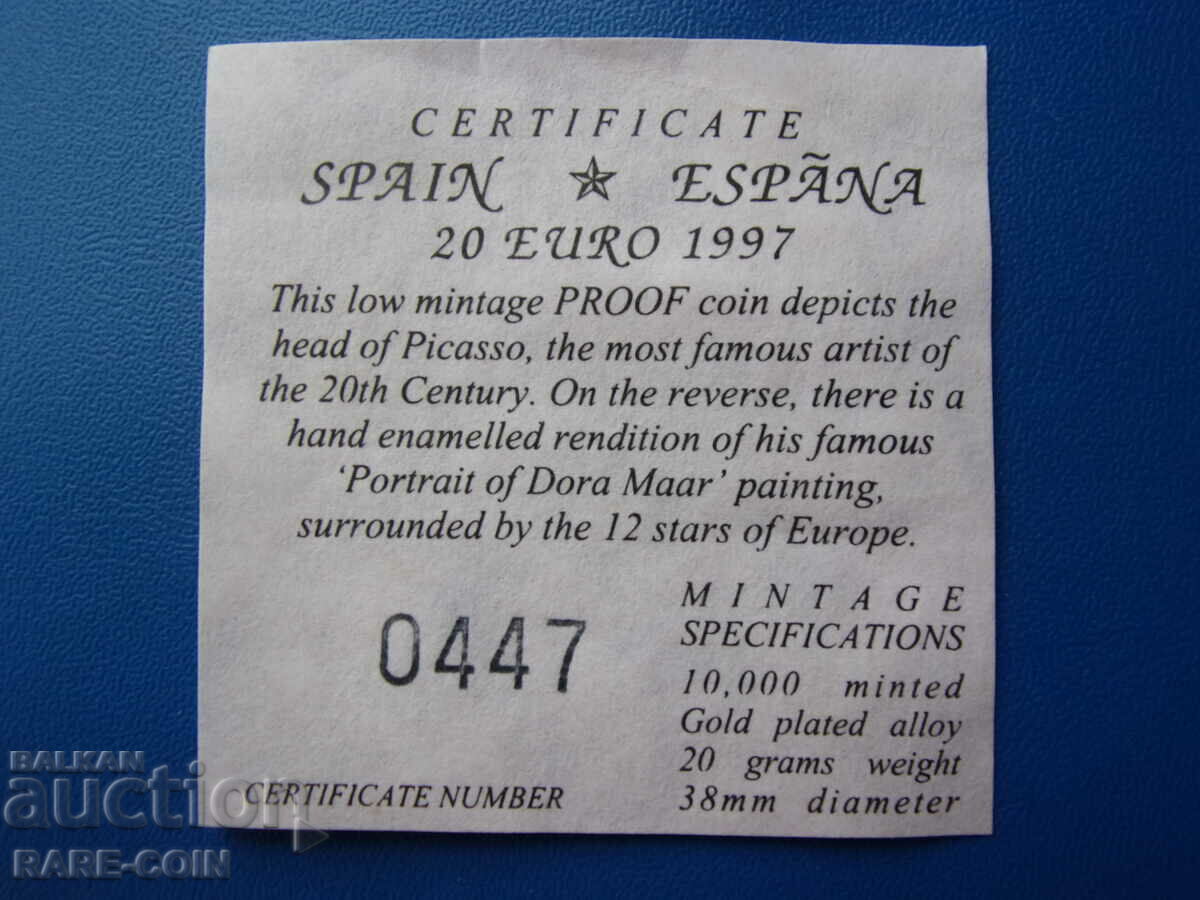 CERTIFICATE
SPAIN ☆ ESPÃNA
20 EURO 1997
This low mintage PROOF coin depicts the
head of Picasso, the most famous artist of
the 20th Century. On the reverse, there is a
hand enamelled rendition of his famous
‘Portrait of Dora Maar’ painting,
surrounded by the 12 stars of Europe.
MINTAGE
SPECIFICATIONS
10,000 minted
Gold plated alloy
20 grams weight
38mm diameter
0447
CERTIFICATE NUMBER
BALKAN
auction
RARE-COIN